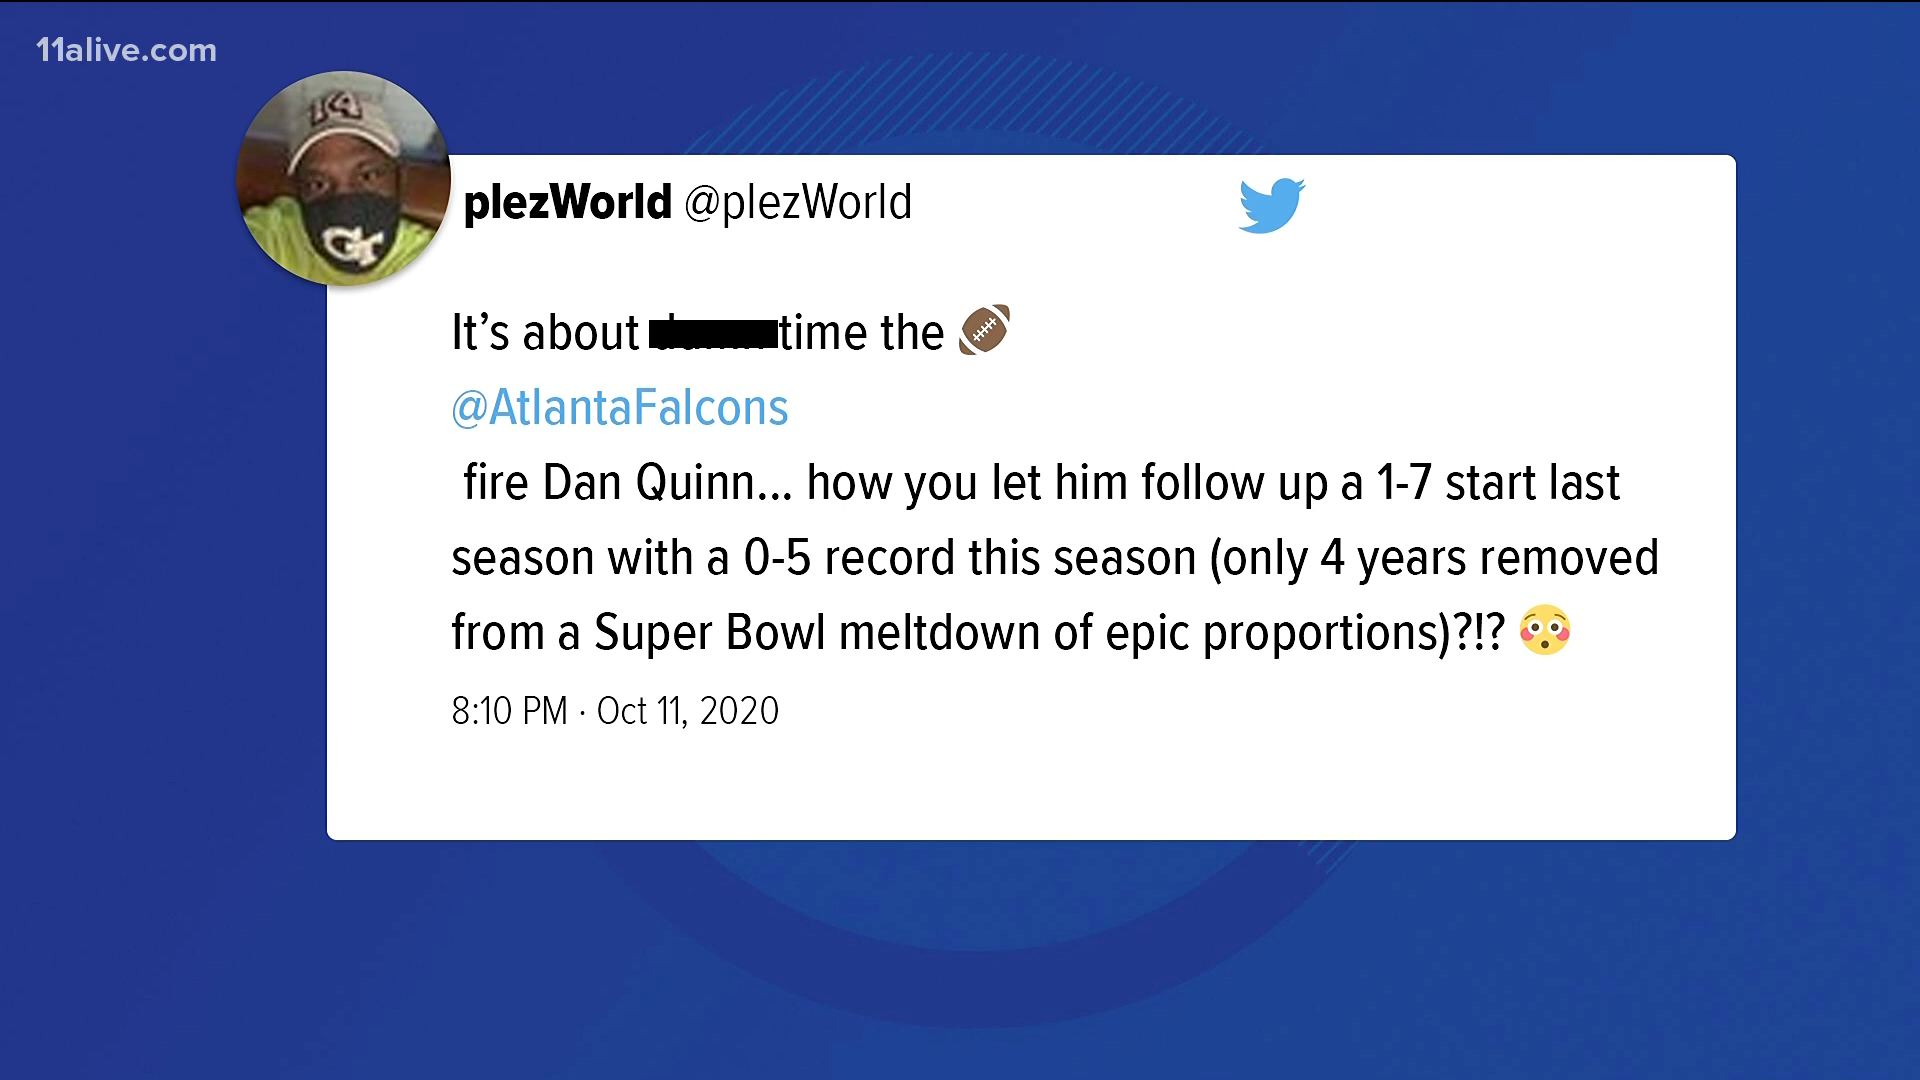 11alive.com
14
GT
plezWorld @plezWorld
It's about time the
@AtlantaFalcons
fire Dan Quinn... how you let him follow up a 1-7 start last
season with a 0-5 record this season (only 4 years removed
from a Super Bowl meltdown of epic proportions)?!?
8:10 PM · Oct 11, 2020